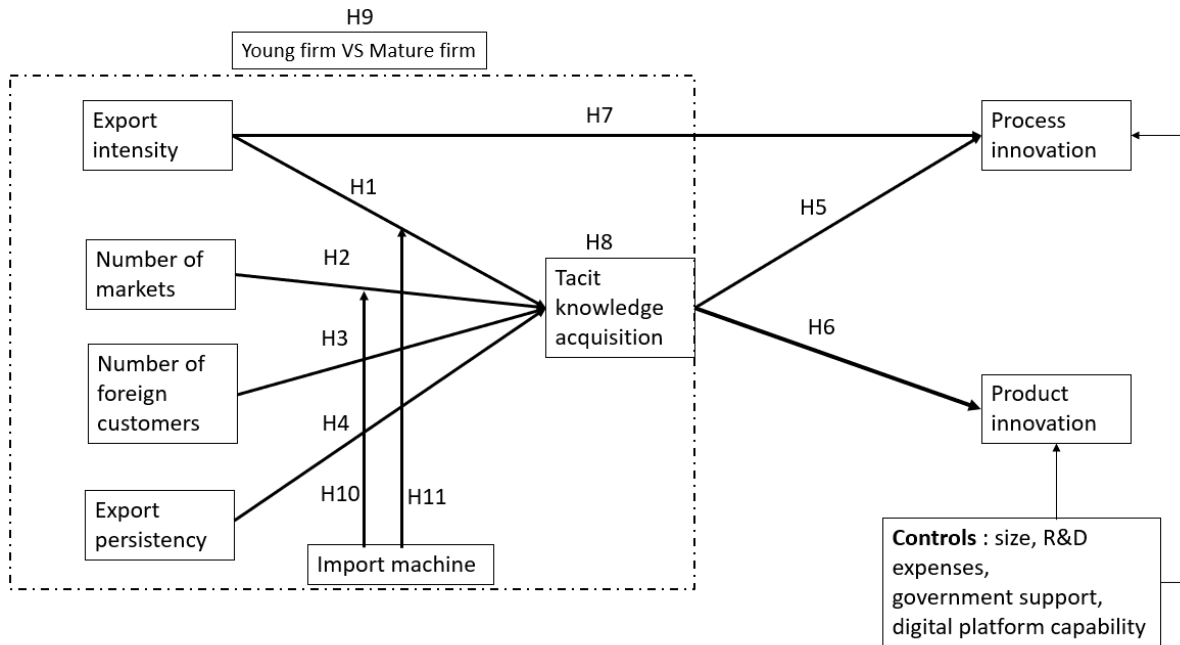 H9
Young firm VS Mature firm
Export
intensity
H7
Process
innovation
H1
H5
Number of
markets
H2
H8
Tacit
knowledge
acquisition
H3
H6
Number of
foreign
customers
H4
Product
innovation
Export
persistency
H10
H11
Import machine
Controls : size, R&D
expenses,
government support,
digital platform capability